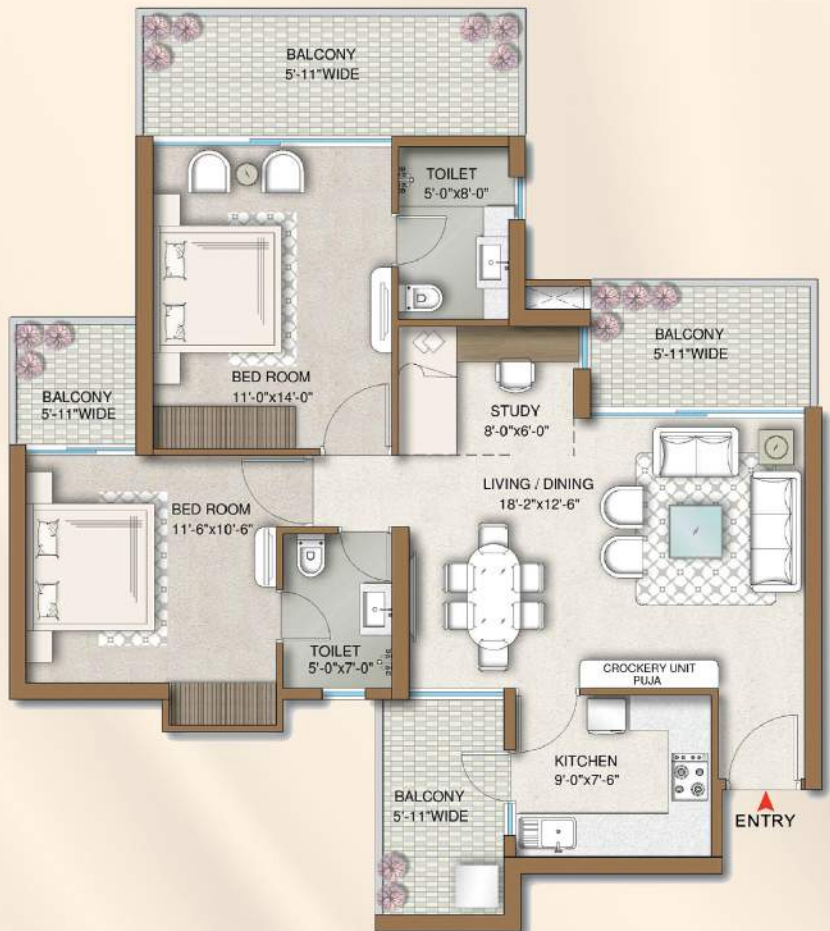 BALCONY
5'-11"WIDE
TOILET
5'-0"x8'-0"
BALCONY
5'-11"WIDE
BED ROOM
11'-0"x14'-0"
BALCONY
5'-11"WIDE
STUDY
8'-0"x6'-0"
LIVING / DINING
18'-2"x12'-6"
BED ROOM
11'-6"x10'-6"
TOILET
5'-0"x7'-0"
CROCKERY UNIT
PUJA
KITCHEN
9'-0"x7'-6"
BALCONY
5'-11"WIDE
ENTRY